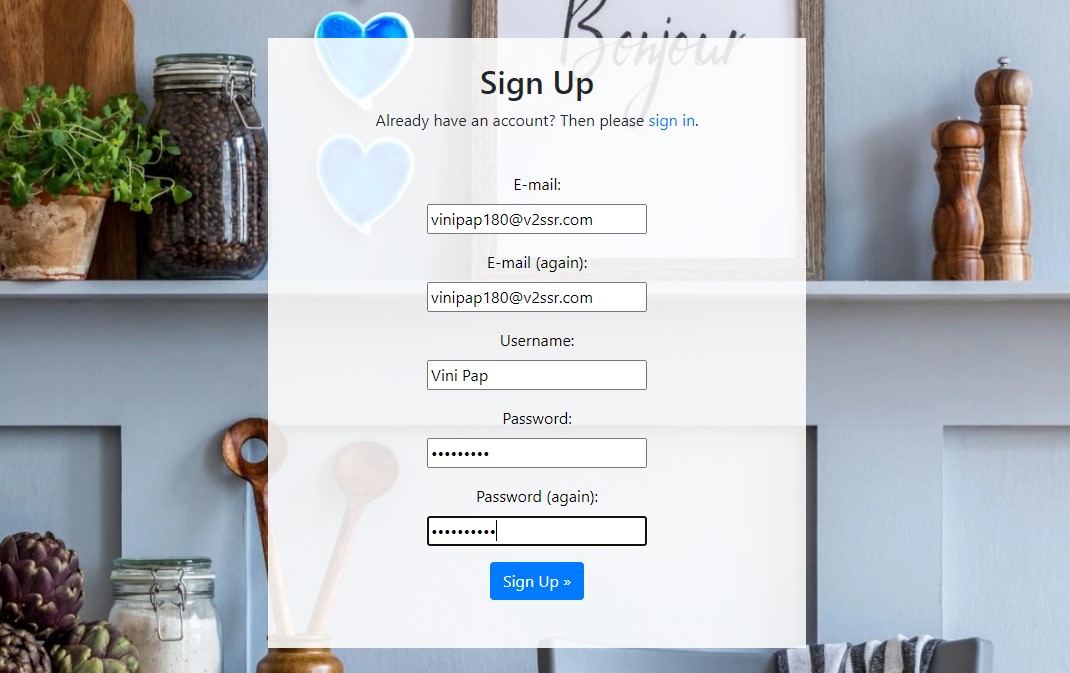 Bonjour
Sign Up
Already have an account? Then please sign in.
E-mail:
vinipap180@v2ssr.com
E-mail (again):
vinipap180@v2ssr.com
Username:
Vini Pap
Password:
•••••••••
Password (again):
••••••••••
Sign Up »